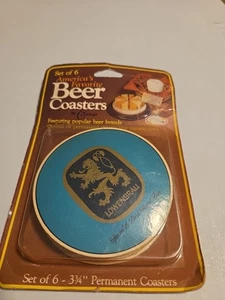 Set of 6
America's
Favorite
Beer
Coasters
Featuring popular beer brands
LÖWENBRÄU
Set of 6 - 3¼" Permanent Coasters